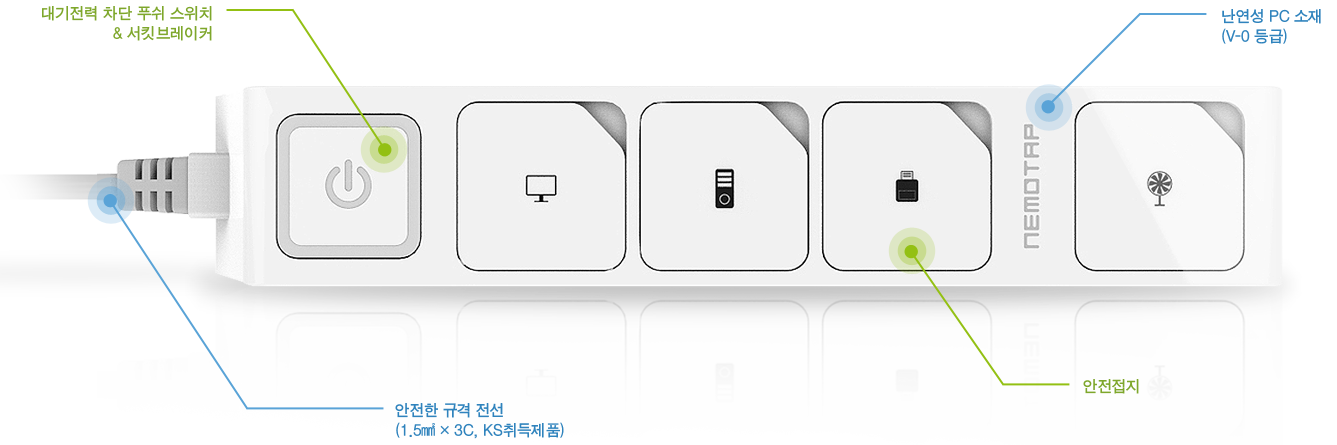 대기전력 차단 푸쉬 스위치
& 서킷브레이커
난연성 PC 소재
(V-0 등급)
NEMOTAP
안전접지
안전한 규격 전선
(1.5㎟ × 3C, KS취득제품)